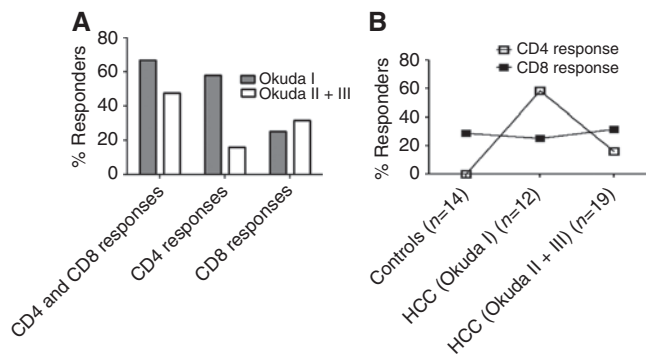 A
% Responders
80
60
40
20
0
Okuda I
Okuda II + III
CD4 and CD8 responses
CD4 responses
CD8 responses
B
CD4 response
CD8 response
% Responders
80
60
40
20
0
Controls (n=14)
HCC (Okuda I) (n=12)
HCC (Okuda II + III) (n=19)